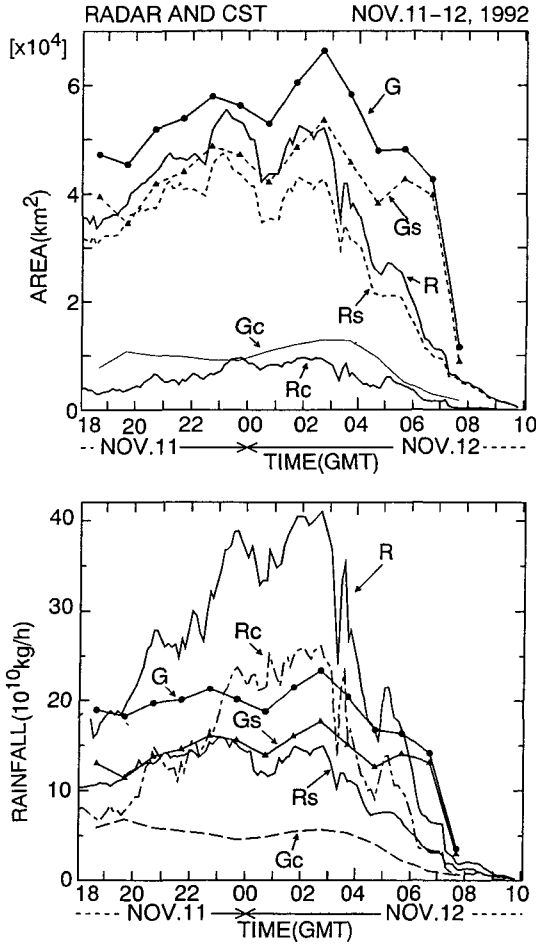 RADAR AND CST NOV.11–12, 1992
[x10⁴]
6
G
4
AREA(km²)
Gs
R
2
Rs
Gc
Rc
0
18 20 22 00 02 04 06 08 10
NOV.11 NOV.12
TIME(GMT)
40
R
30
Rc
G
20
RAINFALL(10¹⁰kg/h)
Gs
10
Rs
Gc
0
18 20 22 00 02 04 06 08 10
NOV.11 NOV.12
TIME(GMT)